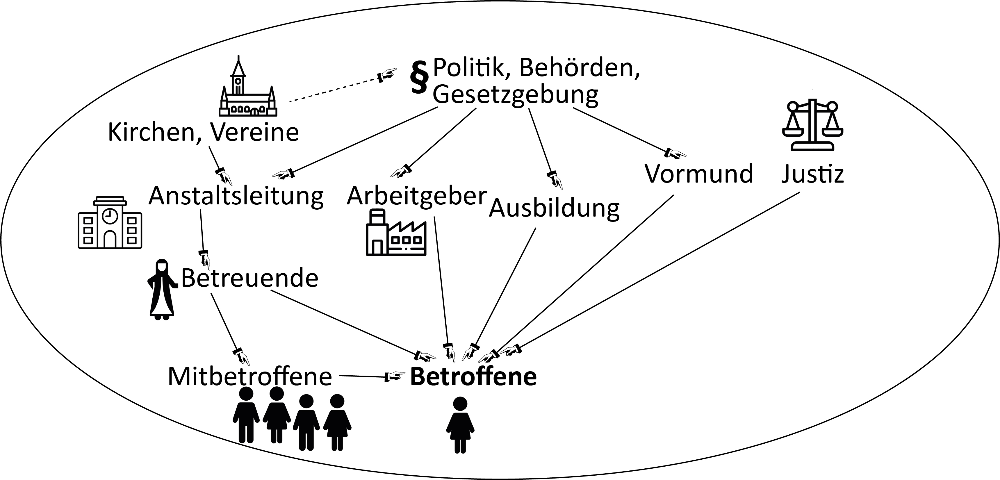 § Politik, Behörden,
Gesetzgebung
Kirchen, Vereine
Vormund
Justiz
Anstaltsleitung
Arbeitgeber
Ausbildung
Betreuende
Mitbetroffene
Betroffene